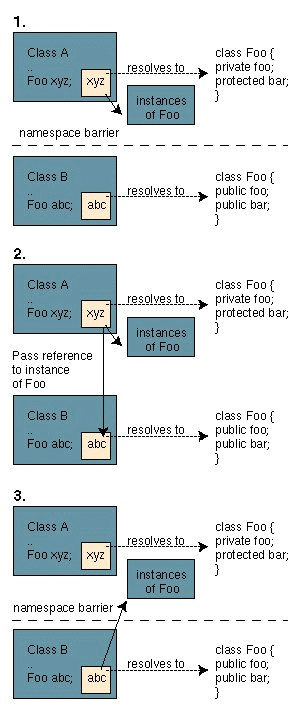 1.
Class A
..
Foo xyz;
xyz
resolves to
class Foo {
private foo;
protected bar;
}
instances
of Foo
namespace barrier
Class B
..
Foo abc;
abc
resolves to
class Foo {
public foo;
public bar;
}
2.
Class A
..
Foo xyz;
xyz
resolves to
class Foo {
private foo;
protected bar;
}
instances
of Foo
Pass reference
to instance
of Foo
Class B
..
Foo abc;
abc
resolves to
class Foo {
public foo;
public bar;
}
3.
Class A
..
Foo xyz;
xyz
resolves to
class Foo {
private foo;
protected bar;
}
instances
of Foo
namespace barrier
Class B
..
Foo abc;
abc
resolves to
class Foo {
public foo;
public bar;
}